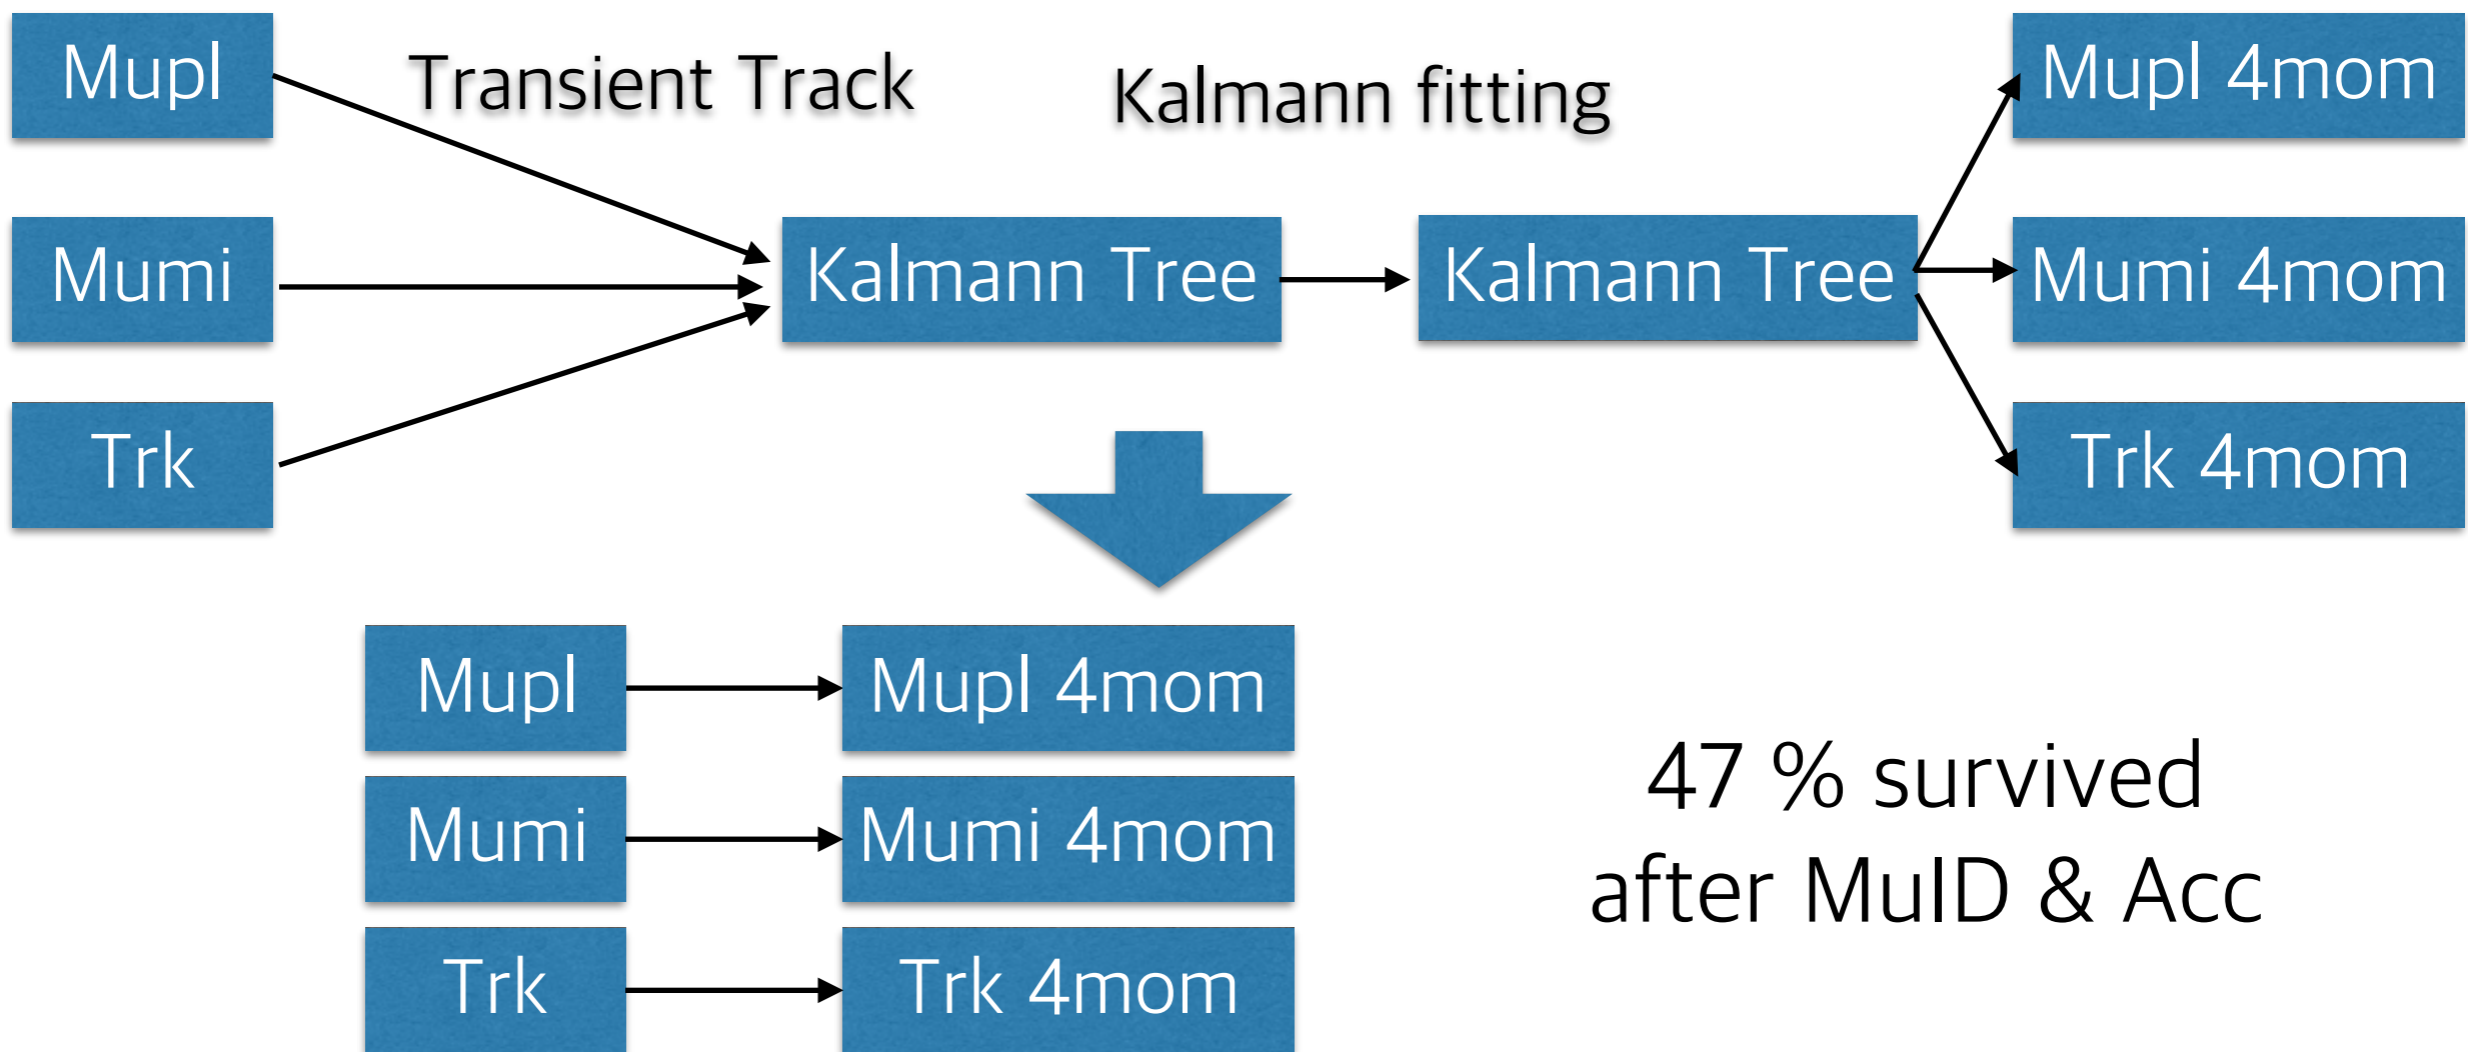 Mupl
Transient Track
Kalmann fitting
Mupl 4mom
Mumi
Kalmann Tree
Kalmann Tree
Mumi 4mom
Trk
Trk 4mom
Mupl
Mupl 4mom
Mumi
Mumi 4mom
Trk
Trk 4mom
47 % survived
after MuID & Acc